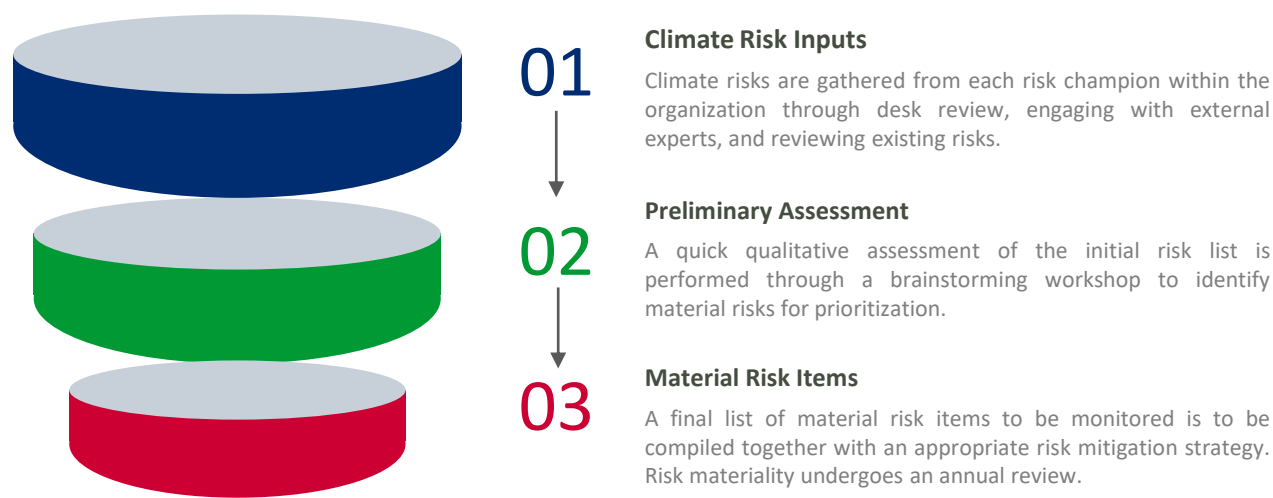 01
Climate Risk Inputs
Climate risks are gathered from each risk champion within the
organization through desk review, engaging with external
experts, and reviewing existing risks.
02
Preliminary Assessment
A quick qualitative assessment of the initial risk list is
performed through a brainstorming workshop to identify
material risks for prioritization.
03
Material Risk Items
A final list of material risk items to be monitored is to be
compiled together with an appropriate risk mitigation strategy.
Risk materiality undergoes an annual review.